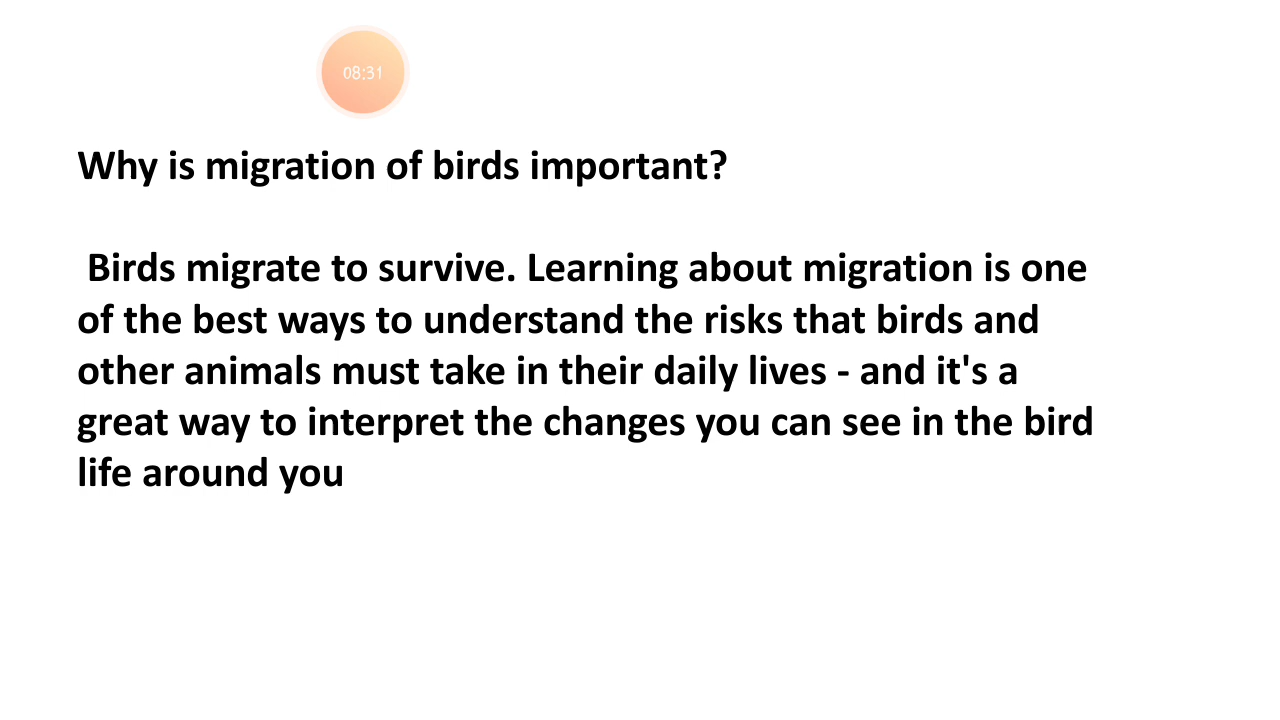 08:31
Why is migration of birds important?
Birds migrate to survive. Learning about migration is one
of the best ways to understand the risks that birds and
other animals must take in their daily lives - and it's a
great way to interpret the changes you can see in the bird
life around you